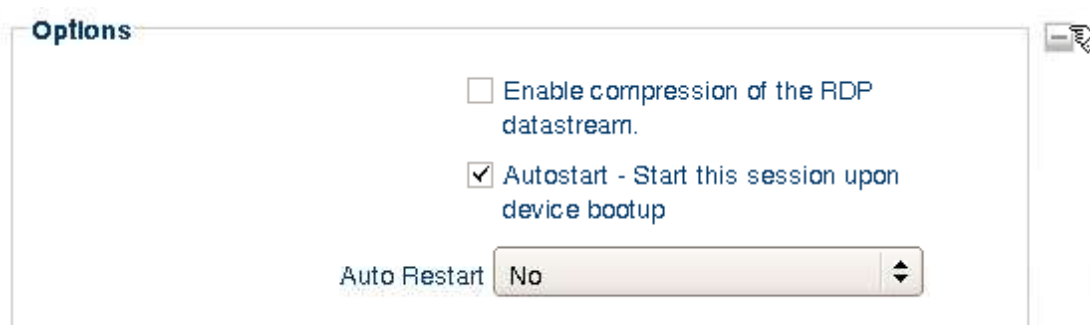 Options
Enable compression of the RDP
datastream.
Autostart - Start this session upon
device bootup
Auto Restart No